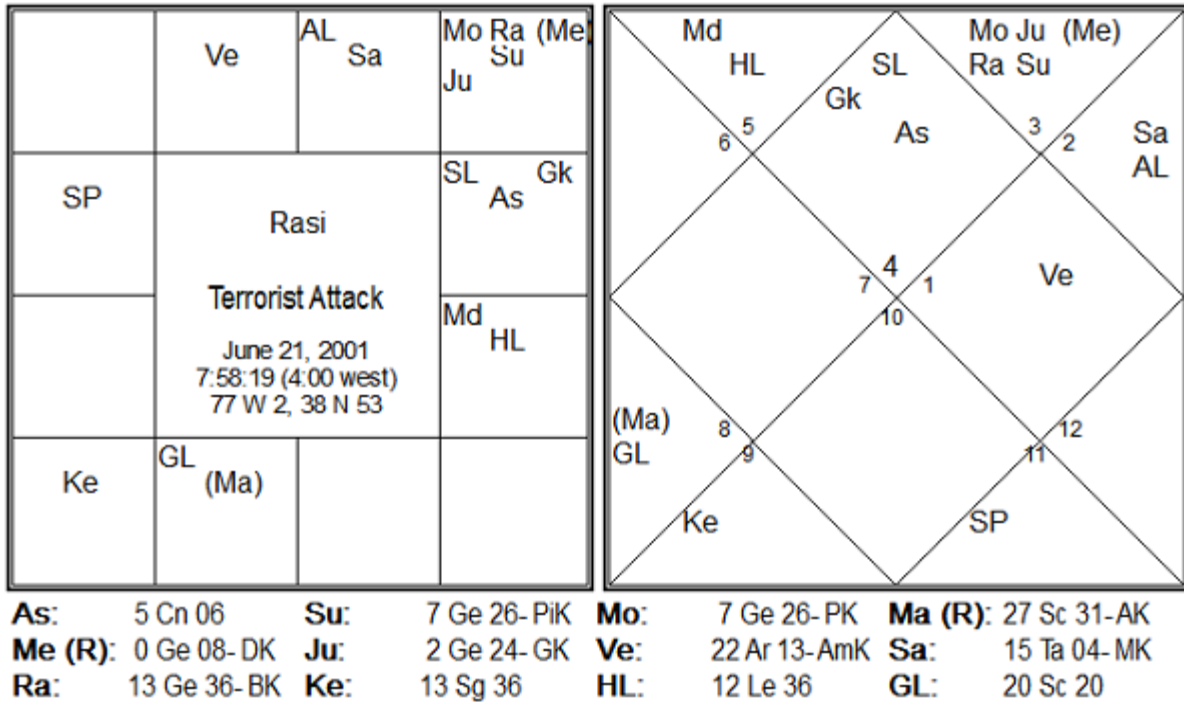 AL
Mo Ra (Me)
Ve
Sa
Su
Ju
SP
SL Gk
As
Rasi
Terrorist Attack
June 21, 2001
7:58:19 (4:00 west)
77 W 2, 38 N 53
Md
HL
Ke
GL
(Ma)
Md
HL
SL
Gk
As
Mo Ju (Me)
Ra Su
5
6
3
2
Sa
AL
4
7
1
10
Ve
(Ma)
GL
8
9
12
11
Ke
SP
As: 5 Cn 06 Su: 7 Ge 26-PiK Mo: 7 Ge 26-PK Ma (R): 27 Sc 31-AK
Me (R): 0 Ge 08-DK Ju: 2 Ge 24-GK Ve: 22 Ar 13-AmK Sa: 15 Ta 04-MK
Ra: 13 Ge 36-BK Ke: 13 Sg 36 HL: 12 Le 36 GL: 20 Sc 20